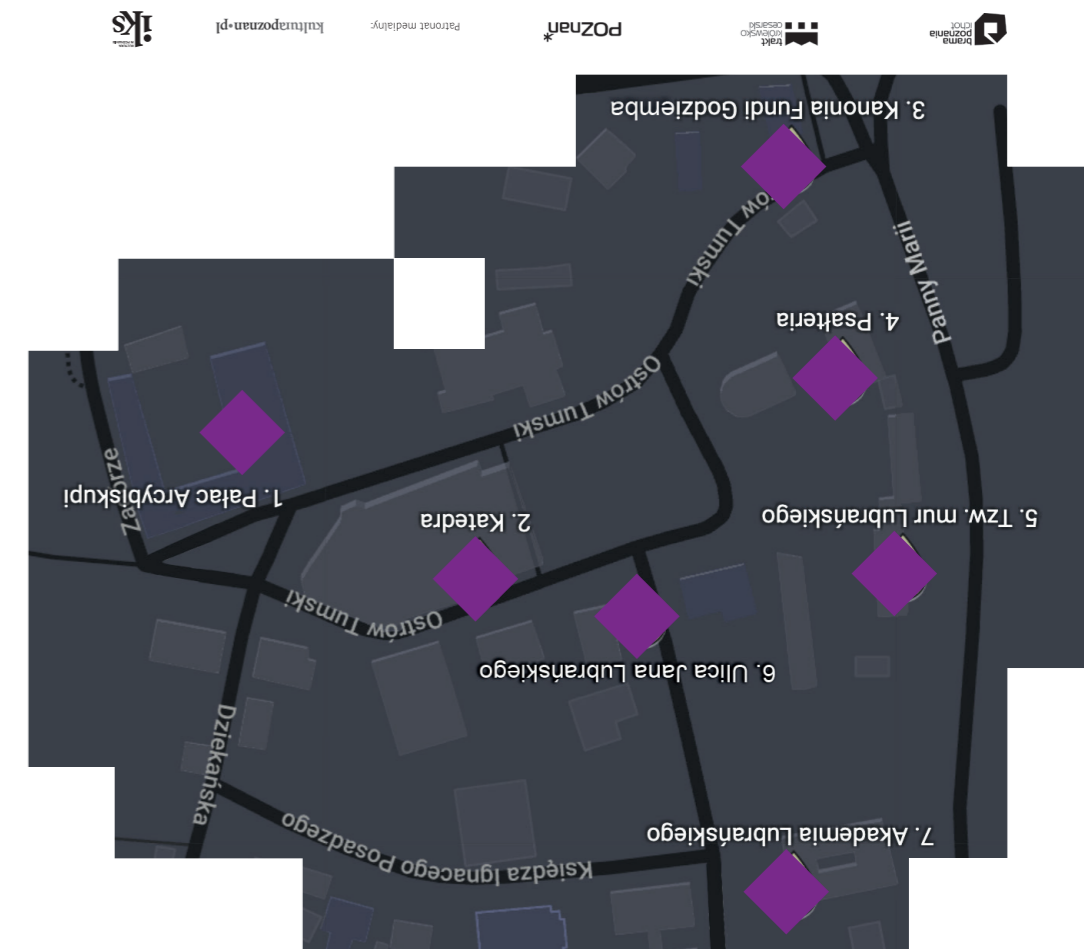 7. Akademia Lubrańskiego
Księdza Ignacego Posadzego
Dziekańska
6. Ulica Jana Lubrańskiego
Ostrów Tumski
5. Tzw. mur Lubrańskiego
2. Katedra
1. Pałac Arcybiskupi
Ostrów Tumski
4. Psałteria
Panny Marii
Tumski
3. Kanonia Fundi Godziemba
brama
poznania
ichot
trakt
królewsko
cesarski
POZnan*
Patronat medialny:
kulturapoznan•pl
iks